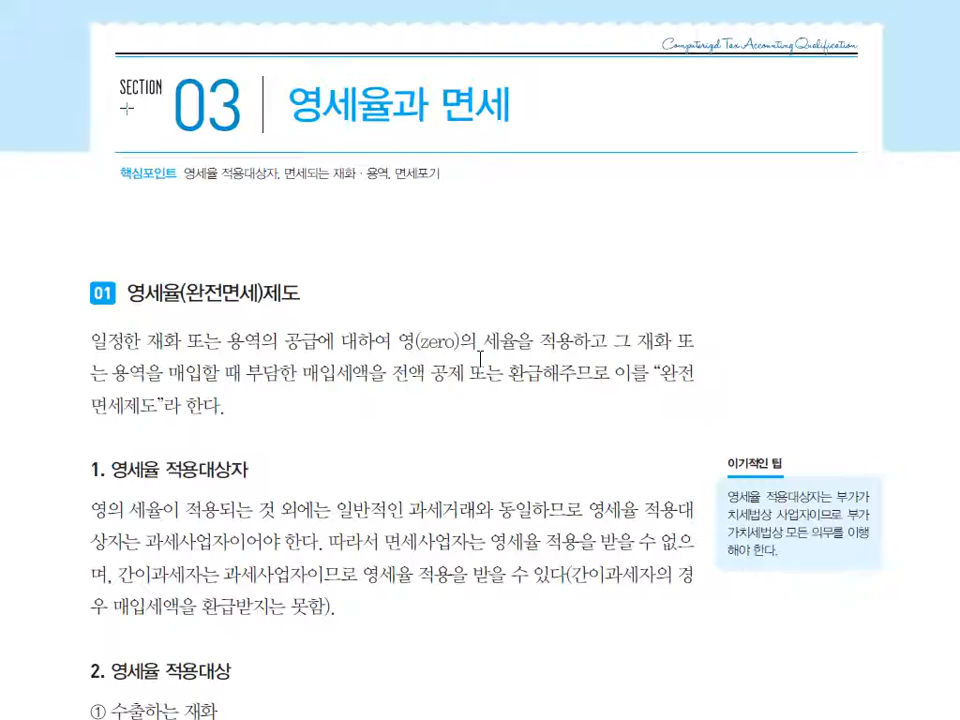 Computerized Tax Accounting Qualification
SECTION
03
영세율과 면세
핵심포인트 영세율 적용대상자, 면세되는 재화 · 용역, 면세포기
01 영세율(완전면세)제도
일정한 재화 또는 용역의 공급에 대하여 영(zero)의 세율을 적용하고 그 재화 또
는 용역을 매입할 때 부담한 매입세액을 전액 공제 또는 환급해주므로 이를 “완전
면세제도”라 한다.
1. 영세율 적용대상자
영의 세율이 적용되는 것 외에는 일반적인 과세거래와 동일하므로 영세율 적용대
상자는 과세사업자이어야 한다. 따라서 면세사업자는 영세율 적용을 받을 수 없으
며, 간이과세자는 과세사업자이므로 영세율 적용을 받을 수 있다(간이과세자의 경
우 매입세액을 환급받지는 못함).
이기적인 팁
영세율 적용대상자는 부가가
치세법상 사업자이므로 부가
가치세법상 모든 의무를 이행
해야 한다.
2. 영세율 적용대상
① 수출하는 재화